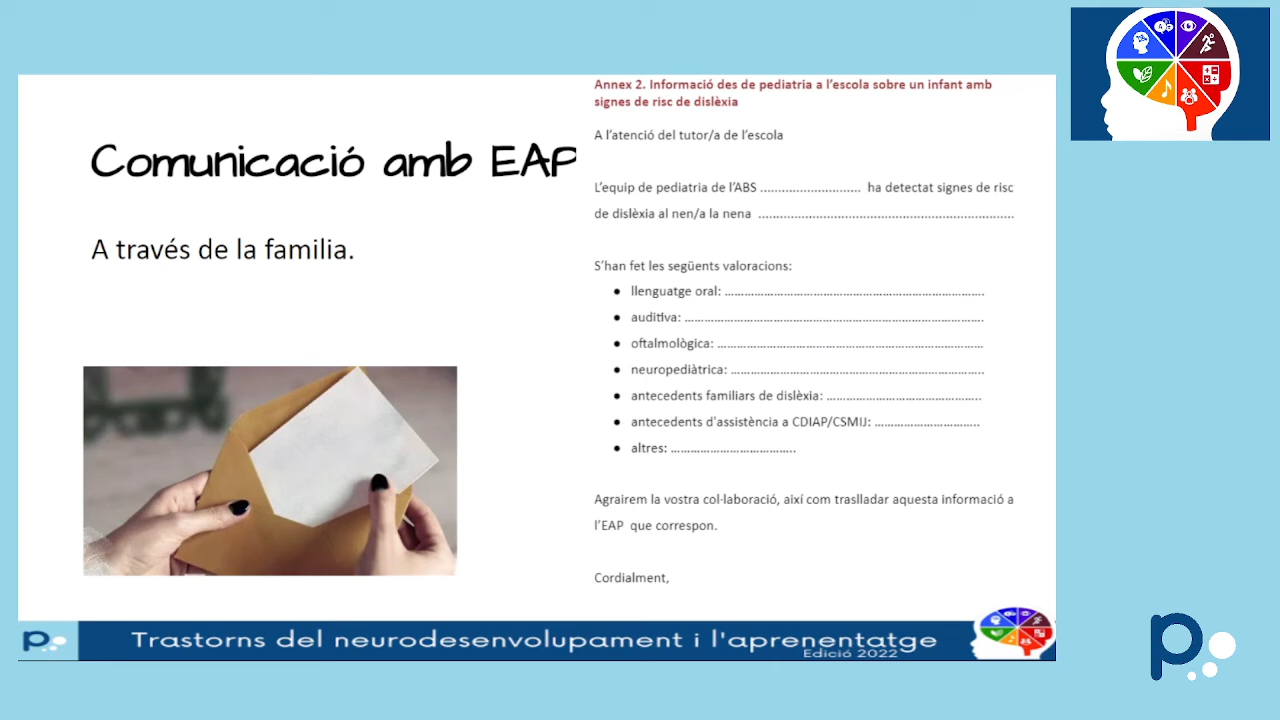 Comunicació amb EAP
A través de la familia.
Annex 2. Informació des de pediatria a l'escola sobre un infant amb
signes de risc de dislèxia
A l'atenció del tutor/a de l'escola
L'equip de pediatria de l'ABS ............................ ha detectat signes de risc
de dislèxia al nen/a la nena ........................................................................
S'han fet les següents valoracions:
● llenguatge oral: ……………………………………………………………………….
● auditiva: ………………………………………………………………………………….
● oftalmològica: …………………………………………………………………………
● neuropediàtrica: ……………………………………………………………………..
● antecedents familiars de dislèxia: ………………………………………..
● antecedents d'assistència a CDIAP/CSMIJ: …………………………..
● altres: ………………………………..
Agrairem la vostra col·laboració, així com traslladar aquesta informació a
l'EAP que correspon.
Cordialment,
p
Trastorns del neurodesenvolupament i l'aprenentatge
Edició 2022
p